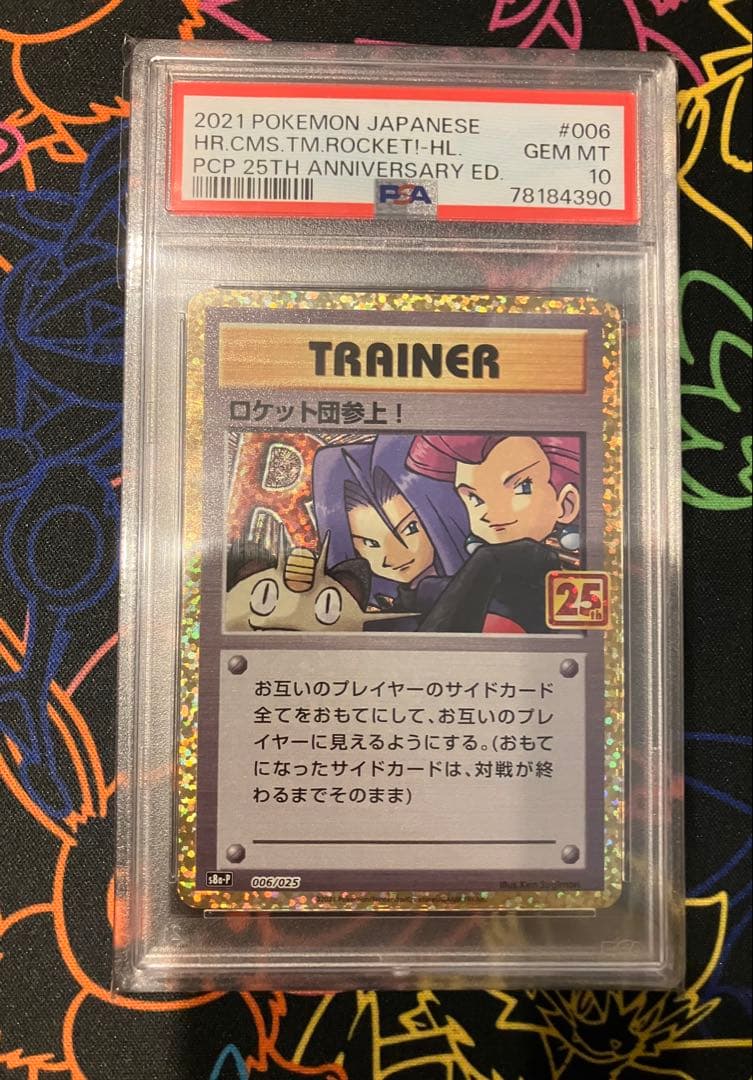 2021 POKEMON JAPANESE #006
HR.CMS.TM.ROCKET!-HL. GEM MT
PCP 25TH ANNIVERSARY ED. 10
PSA 78184390
TRAINER
ロケット団参上！
R
25th
お互いのプレイヤーのサイドカード
全てをおもてにして、お互いのプレ
イヤーに見えるようにする。(おもて
になったサイドカードは、対戦が終
わるまでそのまま)
s8a-P 006/025 Illus. Ken Sugimori